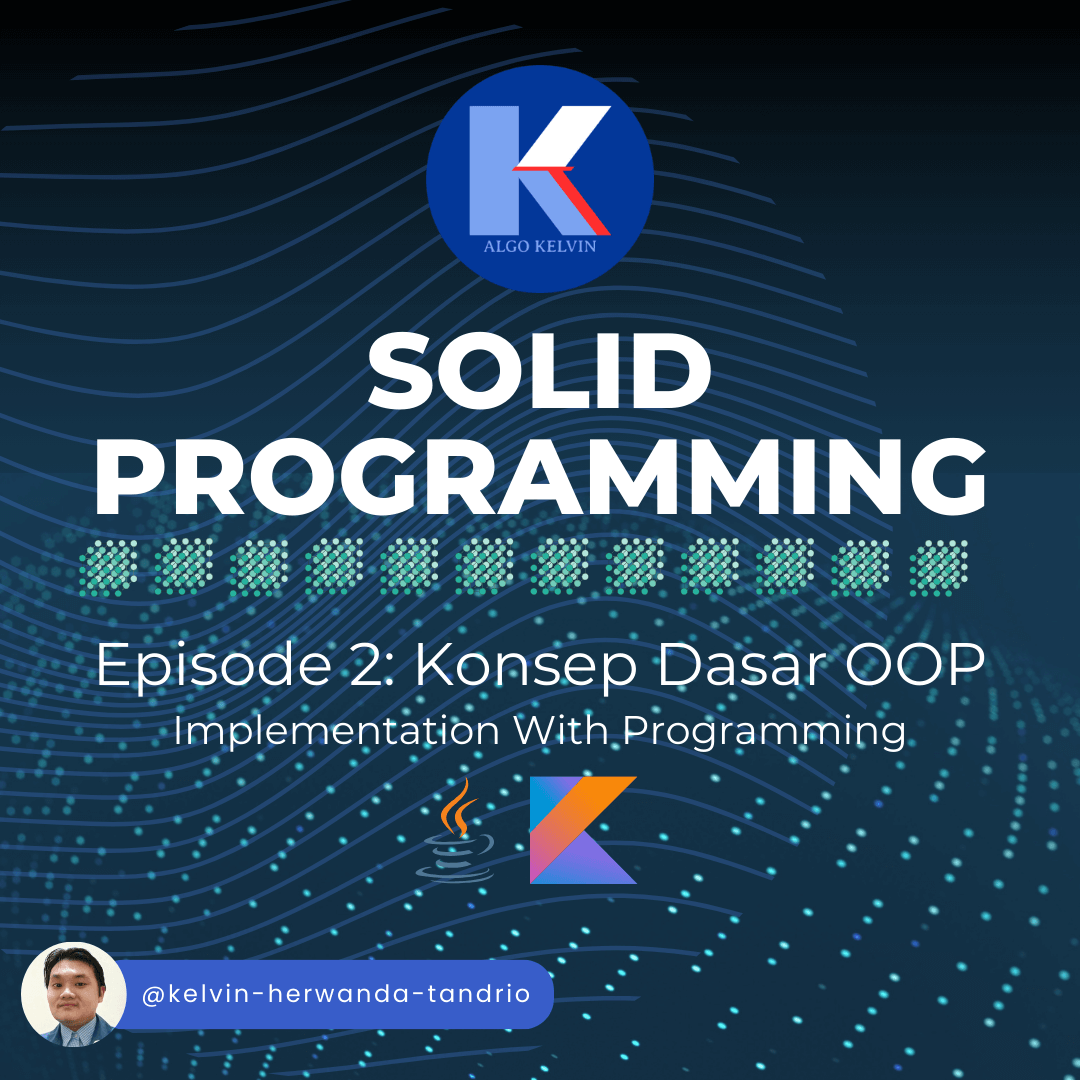 ALGO KELVIN
SOLID
PROGRAMMING
Episode 2: Konsep Dasar OOP
Implementation With Programming
@kelvin-herwanda-tandrio